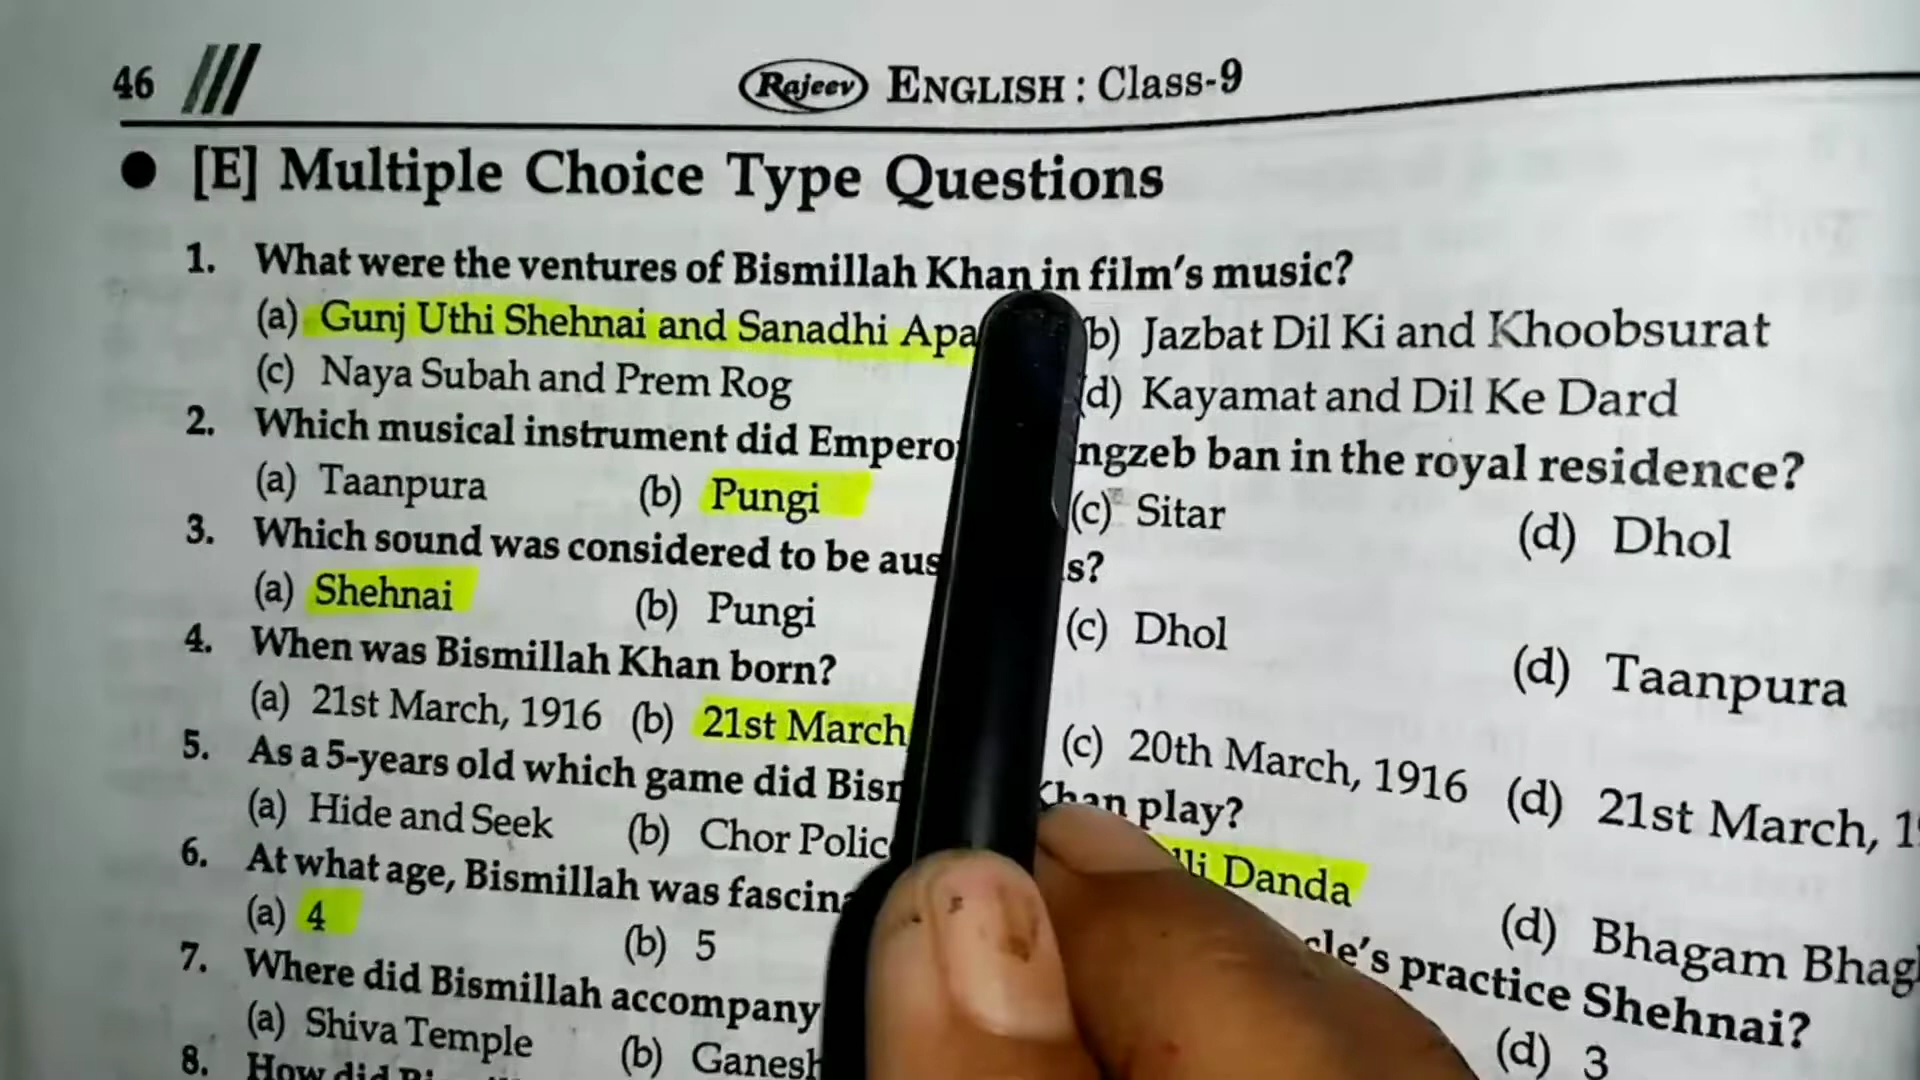 46 Rajeev ENGLISH : Class-9
[E] Multiple Choice Type Questions
1. What were the ventures of Bismillah Khan in film's music?
(a) Gunj Uthi Shehnai and Sanadhi Apa b) Jazbat Dil Ki and Khoobsurat
(c) Naya Subah and Prem Rog d) Kayamat and Dil Ke Dard
2. Which musical instrument did Empero ngzeb ban in the royal residence?
(a) Taanpura (b) Pungi (c) Sitar (d) Dhol
3. Which sound was considered to be aus s?
(a) Shehnai (b) Pungi (c) Dhol (d) Taanpura
4. When was Bismillah Khan born?
(a) 21st March, 1916 (b) 21st March (c) 20th March, 1916 (d) 21st March, 1
5. As a 5-years old which game did Bis Khan play?
(a) Hide and Seek (b) Chor Polic lli Danda (d) Bhagam Bhag
6. At what age, Bismillah was fascin cle's practice Shehnai?
(a) 4 (b) 5 (d) 3
7. Where did Bismillah accompany
(a) Shiva Temple (b) Ganesh
8. How did